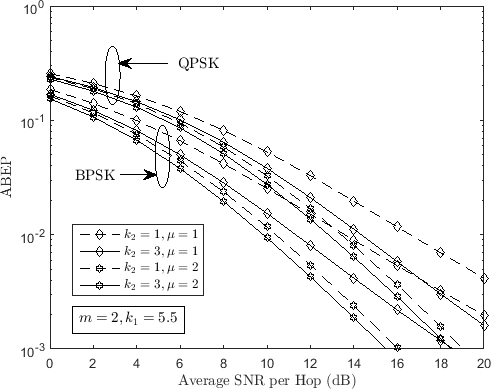 10^0
10^-1
10^-2
10^-3
ABEP
QPSK
BPSK
k_2 = 1, μ = 1
k_2 = 3, μ = 1
k_2 = 1, μ = 2
k_2 = 3, μ = 2
m = 2, k_1 = 5.5
0 2 4 6 8 10 12 14 16 18 20
Average SNR per Hop (dB)